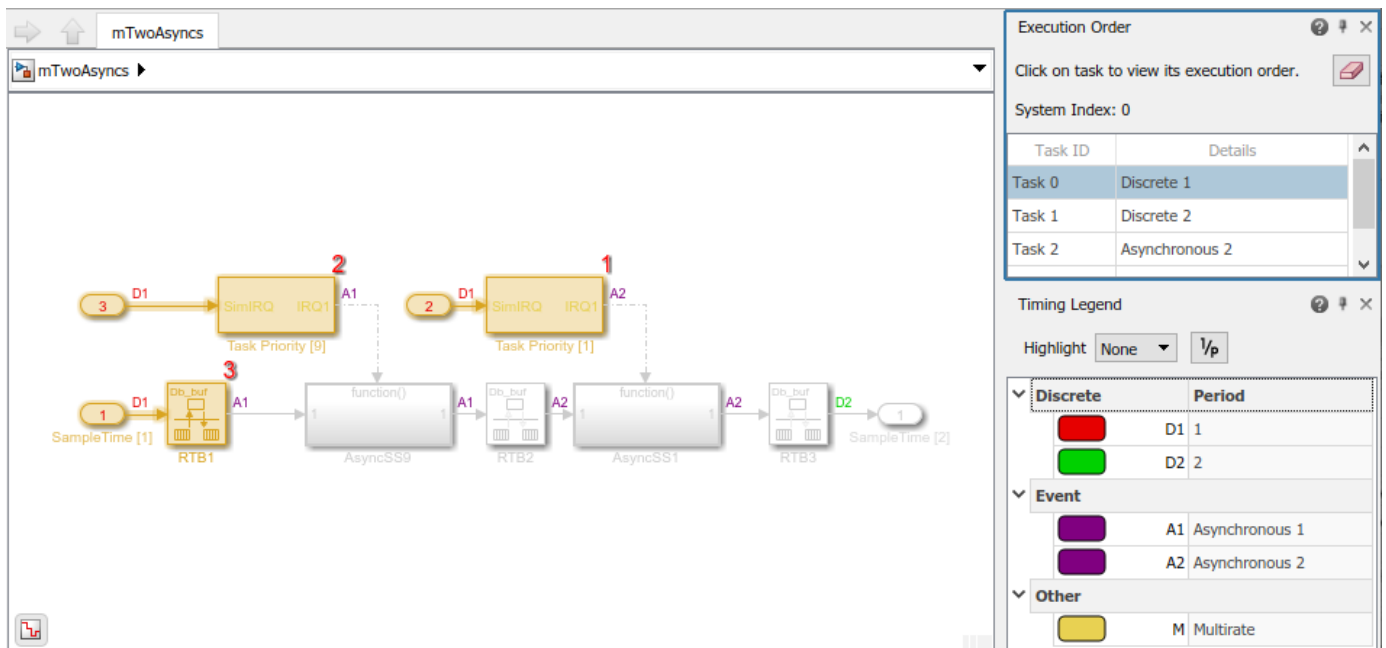 mTwoAsyncs
mTwoAsyncs
2
1
3
D1
SimIRQ
IRQ1
A1
2
D1
SimIRQ
IRQ1
A2
Task Priority [9]
Task Priority [1]
3
1
D1
Db_buf
A1
function()
1
1
A1
Db_buf
A2
function()
1
1
A2
Db_buf
D2
1
SampleTime [1]
RTB1
AsyncSS9
RTB2
AsyncSS1
RTB3
SampleTime [2]
Execution Order
Click on task to view its execution order.
System Index: 0
Task ID Details
Task 0 Discrete 1
Task 1 Discrete 2
Task 2 Asynchronous 2
Timing Legend
Highlight None 1/P
Discrete Period
D1 1
D2 2
Event
A1 Asynchronous 1
A2 Asynchronous 2
Other
M Multirate